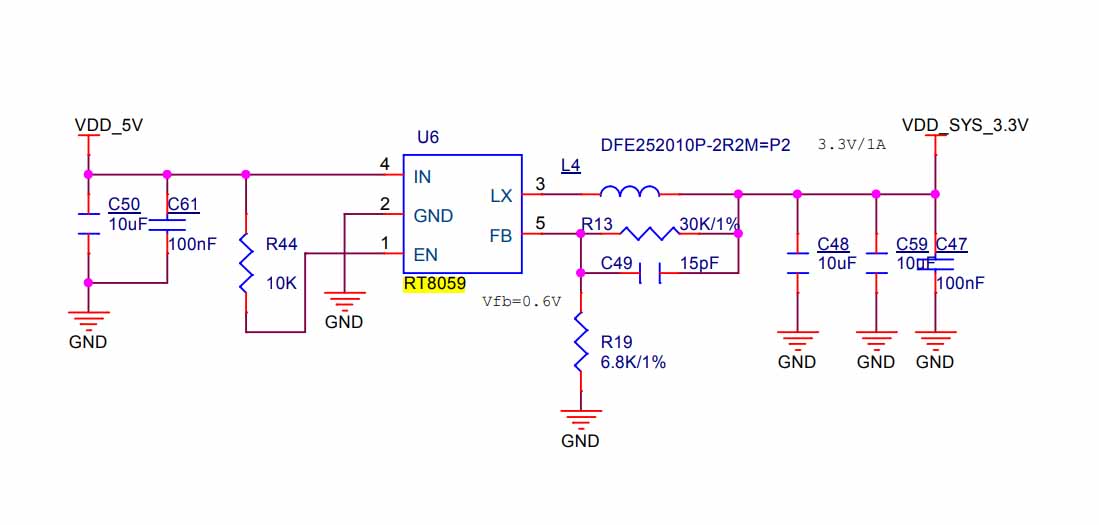 VDD_5V
U6
DFE252010P-2R2M=P2
3.3V/1A
VDD_SYS_3.3V
L4
4
IN
C50
10uF
C61
100nF
2
GND
LX
3
1
EN
FB
5
R13
30K/1%
R44
10K
RT8059
C49
15pF
C48
10uF
C59
10uF
C47
100nF
Vfb=0.6V
GND
GND
R19
6.8K/1%
GND
GND
GND
GND